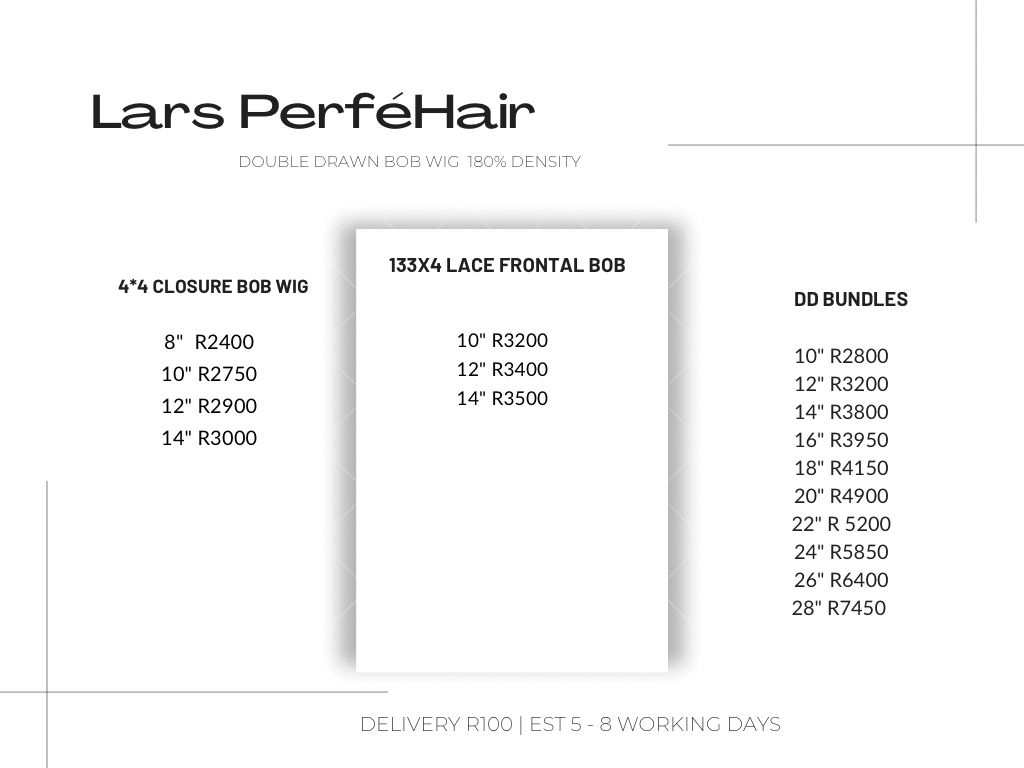 Lars PerféHair
DOUBLE DRAWN BOB WIG 180% DENSITY
4*4 CLOSURE BOB WIG
8" R2400
10" R2750
12" R2900
14" R3000
133X4 LACE FRONTAL BOB
10" R3200
12" R3400
14" R3500
DD BUNDLES
10" R2800
12" R3200
14" R3800
16" R3950
18" R4150
20" R4900
22" R 5200
24" R5850
26" R6400
28" R7450
DELIVERY R100 | EST 5 - 8 WORKING DAYS